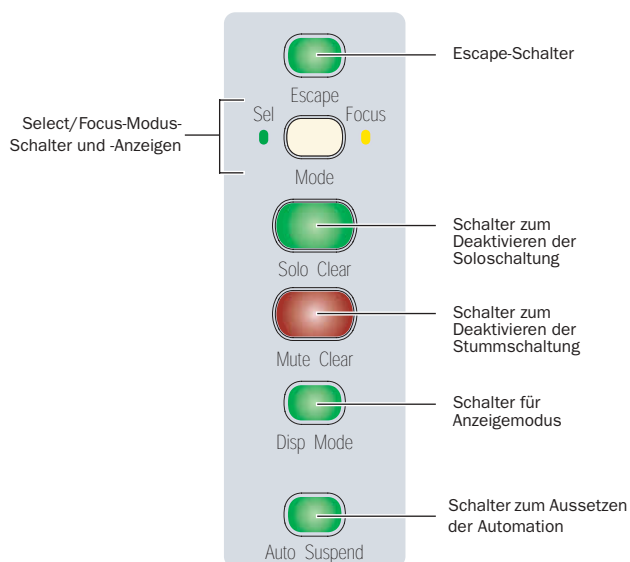 Escape-Schalter
Escape
Sel
Focus
Select/Focus-Modus-
Schalter und -Anzeigen
Mode
Schalter zum
Deaktivieren der
Soloschaltung
Solo Clear
Schalter zum
Deaktivieren der
Stummschaltung
Mute Clear
Schalter für
Anzeigemodus
Disp Mode
Schalter zum Aussetzen
der Automation
Auto Suspend